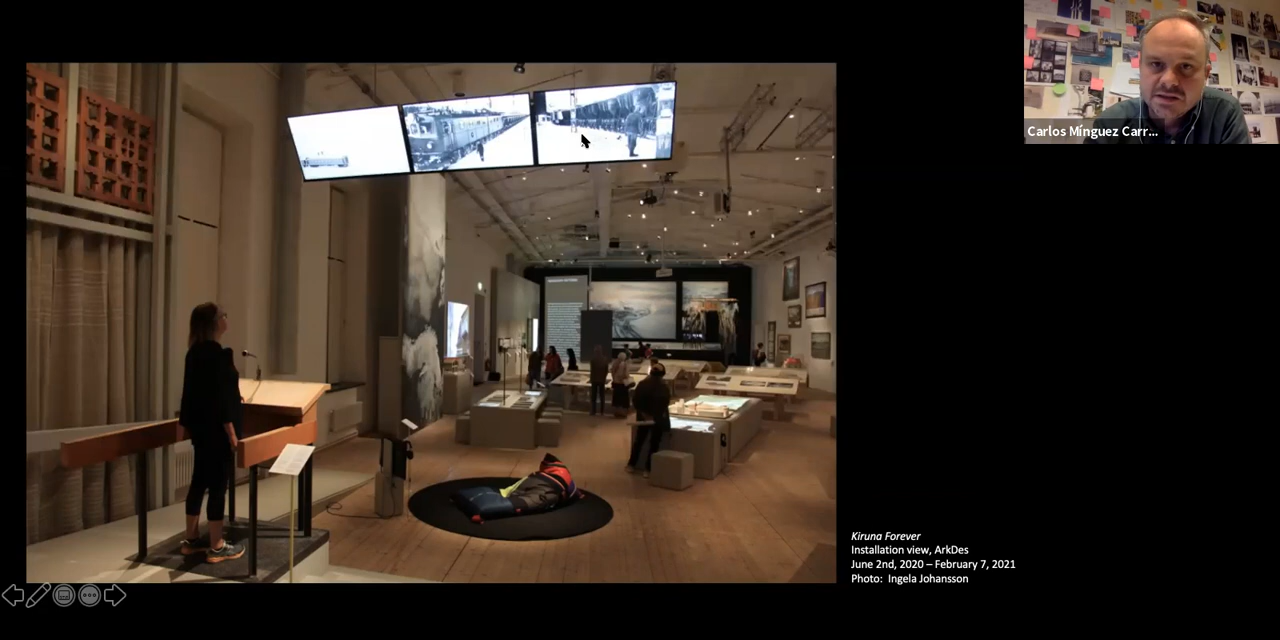 Carlos Mínguez Carr...
Kiruna Forever
Installation view, ArkDes
June 2nd, 2020 – February 7, 2021
Photo:  Ingela Johansson